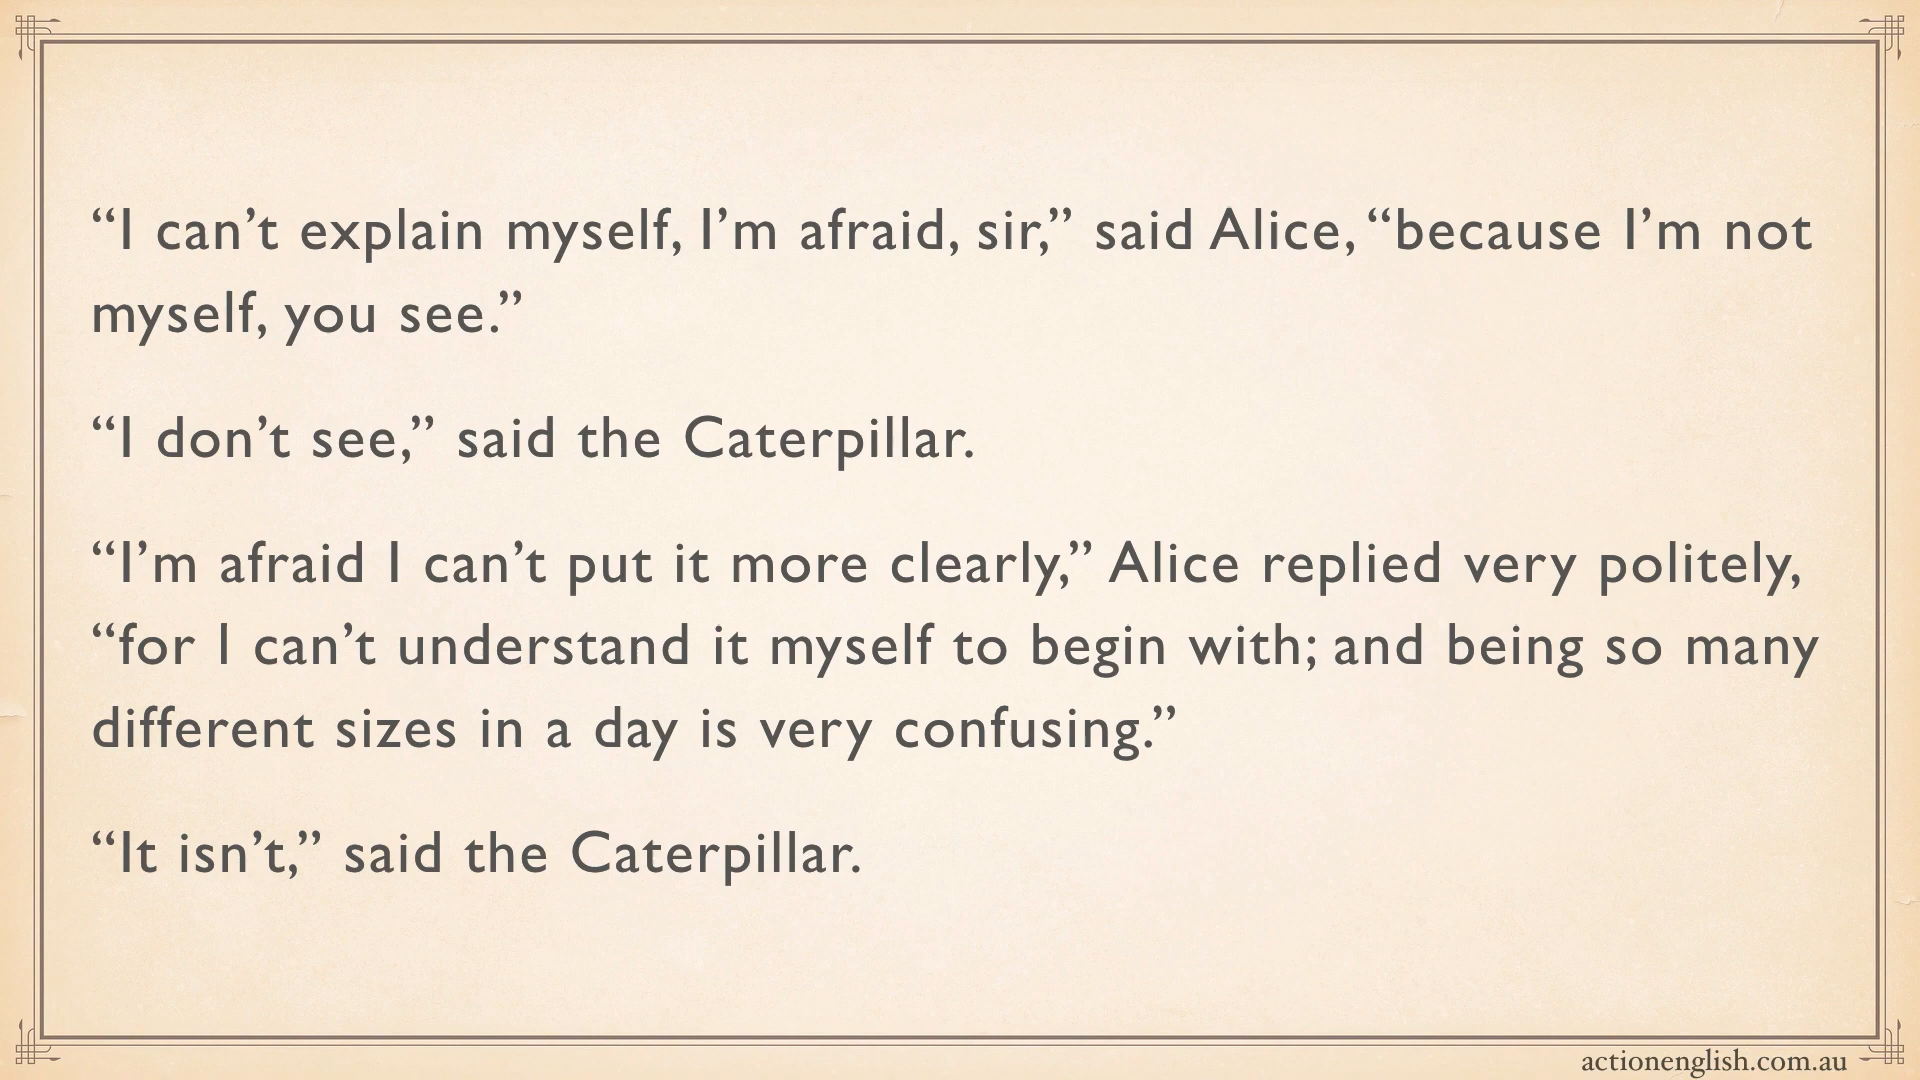 “I can’t explain myself, I’m afraid, sir,” said Alice, “because I’m not
myself, you see.”
“I don’t see,” said the Caterpillar.
“I’m afraid I can’t put it more clearly,” Alice replied very politely,
“for I can’t understand it myself to begin with; and being so many
different sizes in a day is very confusing.”
“It isn’t,” said the Caterpillar.
actionenglish.com.au